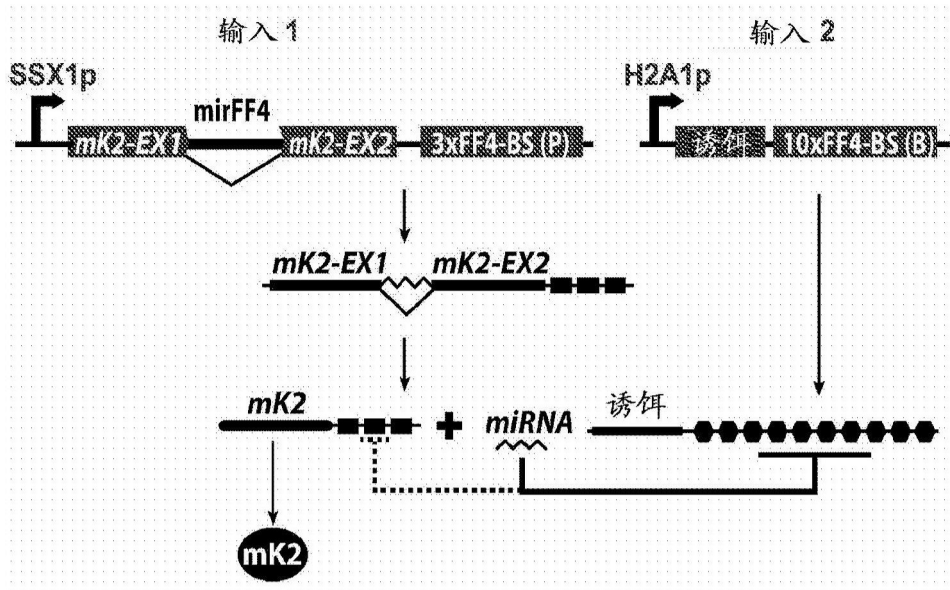 输入 1
输入 2
SSX1p
H2A1p
mirFF4
mK2-EX1
mK2-EX2
3xFF4-BS (P)
诱饵
10xFF4-BS (B)
mK2-EX1
mK2-EX2
mK2
+
miRNA
诱饵
mK2